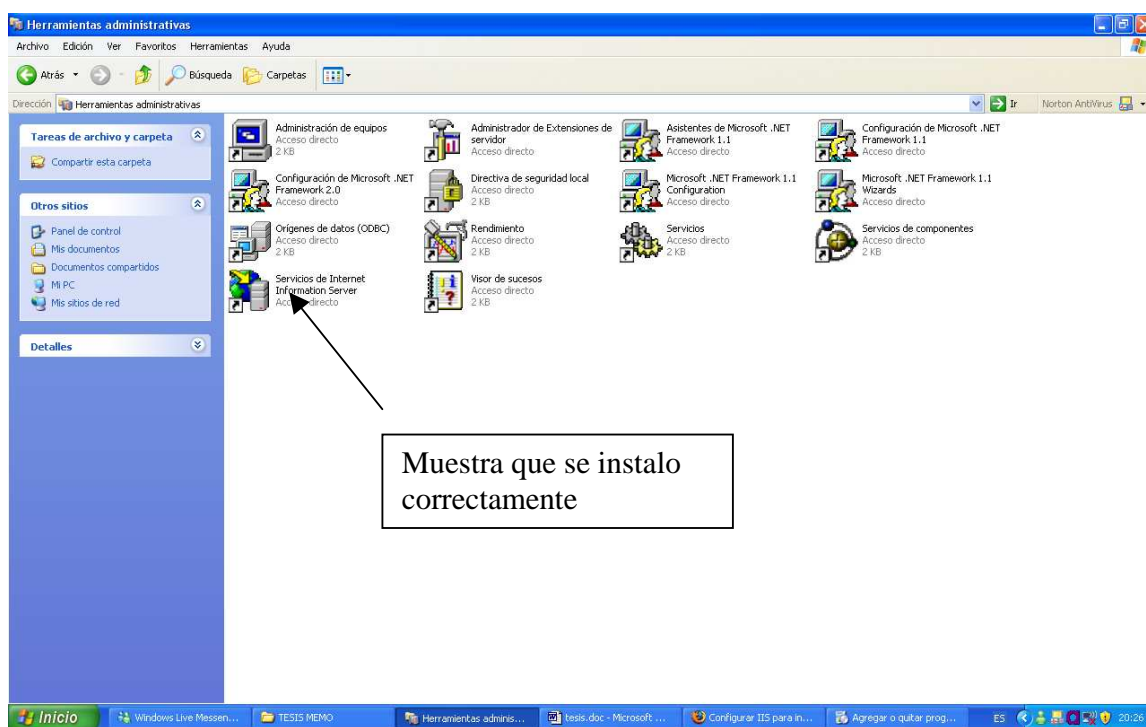 Herramientas administrativas
Archivo Edición Ver Favoritos Herramientas Ayuda
Atrás Búsqueda Carpetas
Dirección Herramientas administrativas Ir Norton AntiVirus
Tareas de archivo y carpeta
Compartir esta carpeta
Otros sitios
Panel de control
Mis documentos
Documentos compartidos
Mi PC
Mis sitios de red
Detalles
Administración de equipos
Acceso directo
2 KB
Administrador de Extensiones de
servidor
Acceso directo
Asistentes de Microsoft .NET
Framework 1.1
Acceso directo
Configuración de Microsoft .NET
Framework 1.1
Acceso directo
Configuración de Microsoft .NET
Framework 2.0
Acceso directo
Directiva de seguridad local
Acceso directo
2 KB
Microsoft .NET Framework 1.1
Configuration
Acceso directo
Microsoft .NET Framework 1.1
Wizards
Acceso directo
Orígenes de datos (ODBC)
Acceso directo
2 KB
Rendimiento
Acceso directo
2 KB
Servicios
Acceso directo
2 KB
Servicios de componentes
Acceso directo
2 KB
Servicios de Internet
Information Server
Acceso directo
Visor de sucesos
Acceso directo
2 KB
Muestra que se instalo
correctamente
Inicio Windows Live Messen... TESIS MEMO Herramientas adminis... tesis.doc - Microsoft ... Configurar IIS para in... Agregar o quitar prog... ES 20:26